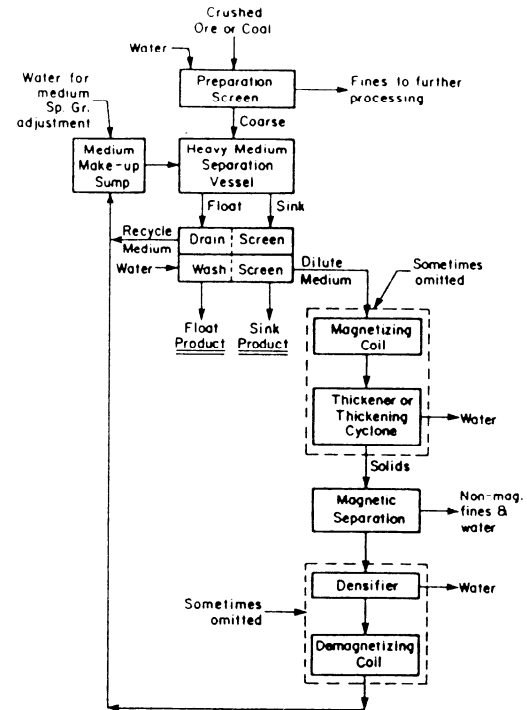 Crushed
Ore or Coal
Water
Preparation
Screen
Fines to further
processing
Water for
medium
Sp. Gr.
adjustment
Coarse
Medium
Make-up
Sump
Heavy Medium
Separation
Vessel
Float
Sink
Recycle
Medium
Drain
Screen
Water
Wash
Screen
Dilute
Medium
Sometimes
omitted
Float
Product
Sink
Product
Magnetizing
Coil
Thickener or
Thickening
Cyclone
Water
Solids
Magnetic
Separation
Non-mag.
fines &
water
Densifier
Water
Sometimes
omitted
Demagnetizing
Coil